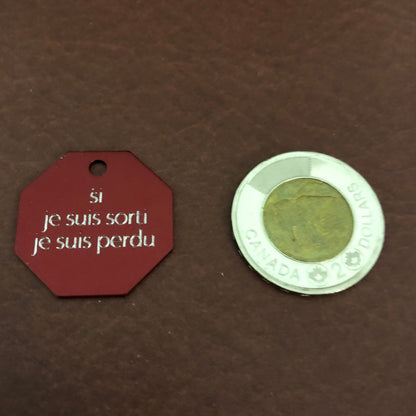 si
je suis sorti
je suis perdu
CANADA 2 DOLLARS